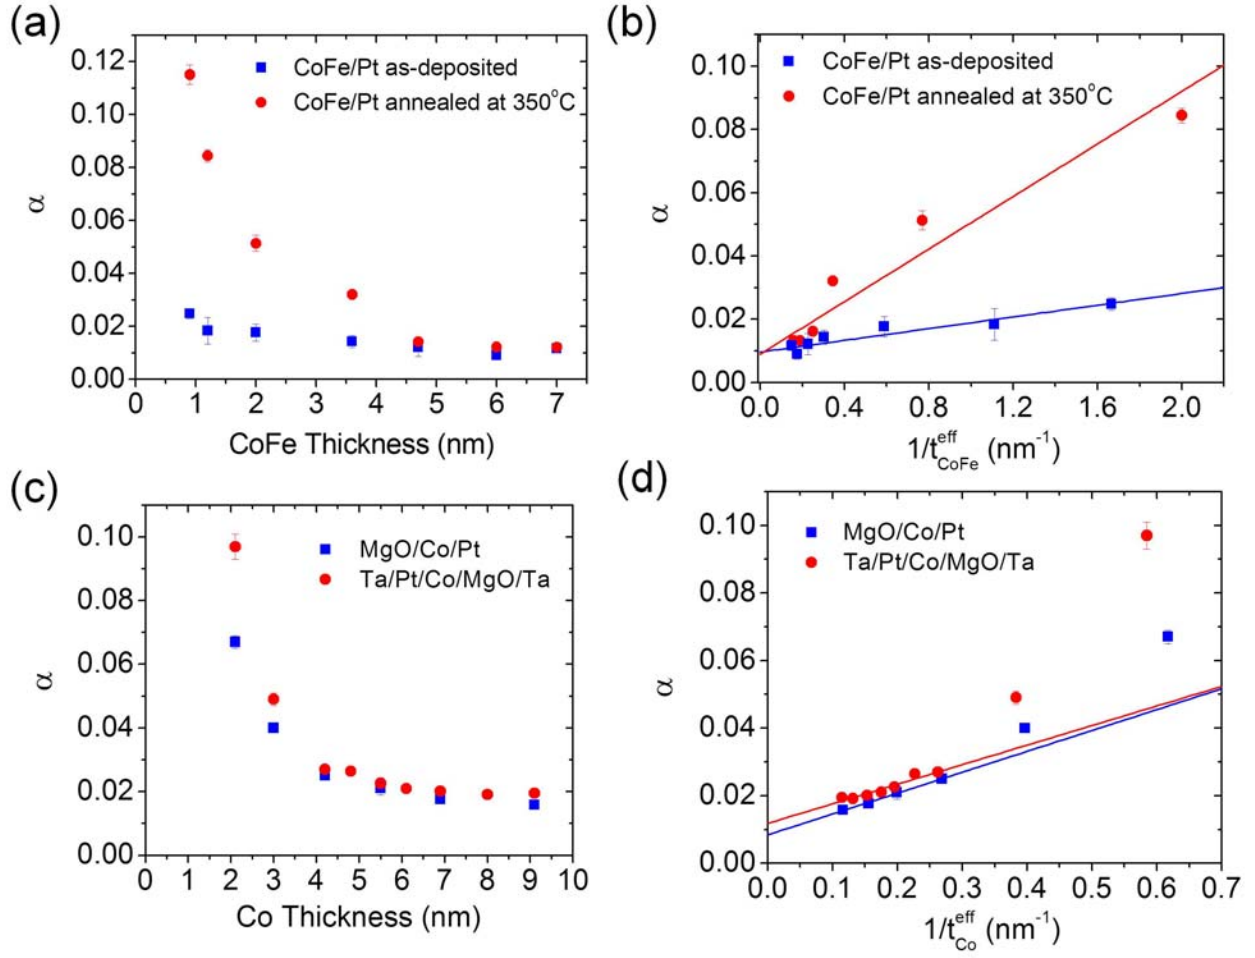 (a)
0.12
0.10
0.08
0.06
0.04
0.02
0.00
α
CoFe/Pt as-deposited
CoFe/Pt annealed at 350°C
0 1 2 3 4 5 6 7
CoFe Thickness (nm)
(b)
0.10
0.08
0.06
0.04
0.02
0.00
α
CoFe/Pt as-deposited
CoFe/Pt annealed at 350°C
0.0 0.4 0.8 1.2 1.6 2.0
1/t_CoFe^eff (nm^-1)
(c)
0.10
0.08
0.06
0.04
0.02
0.00
α
MgO/Co/Pt
Ta/Pt/Co/MgO/Ta
0 1 2 3 4 5 6 7 8 9 10
Co Thickness (nm)
(d)
0.10
0.08
0.06
0.04
0.02
0.00
α
MgO/Co/Pt
Ta/Pt/Co/MgO/Ta
0.0 0.1 0.2 0.3 0.4 0.5 0.6 0.7
1/t_Co^eff (nm^-1)